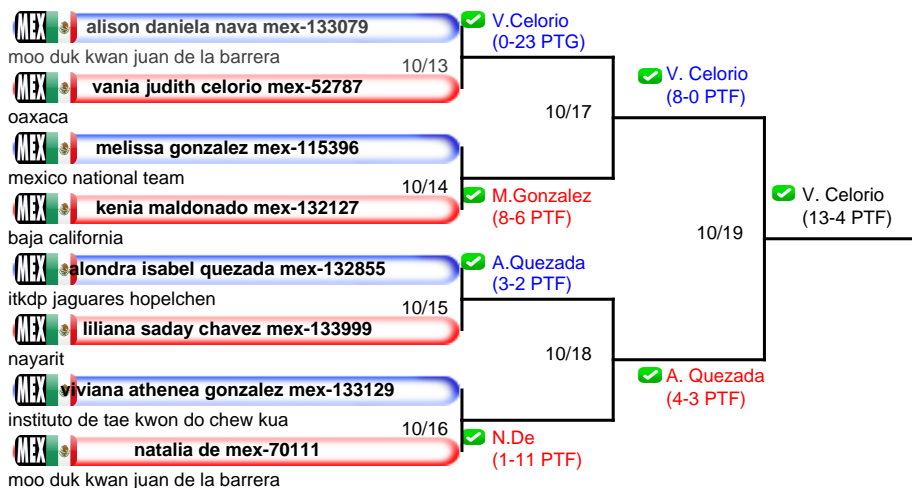 MEX alison daniela nava mex-133079
moo duk kwan juan de la barrera
10/13
V.Celorio
(0-23 PTG)
MEX vania judith celorio mex-52787
oaxaca
10/17
V. Celorio
(8-0 PTF)
MEX melissa gonzalez mex-115396
mexico national team
10/14
M.Gonzalez
(8-6 PTF)
MEX kenia maldonado mex-132127
baja california
10/19
V. Celorio
(13-4 PTF)
MEX alondra isabel quezada mex-132855
itkdp jaguares hopelchen
10/15
A.Quezada
(3-2 PTF)
MEX liliana saday chavez mex-133999
nayarit
10/18
A. Quezada
(4-3 PTF)
MEX viviana athenea gonzalez mex-133129
instituto de tae kwon do chew kua
10/16
N.De
(1-11 PTF)
MEX natalia de mex-70111
moo duk kwan juan de la barrera